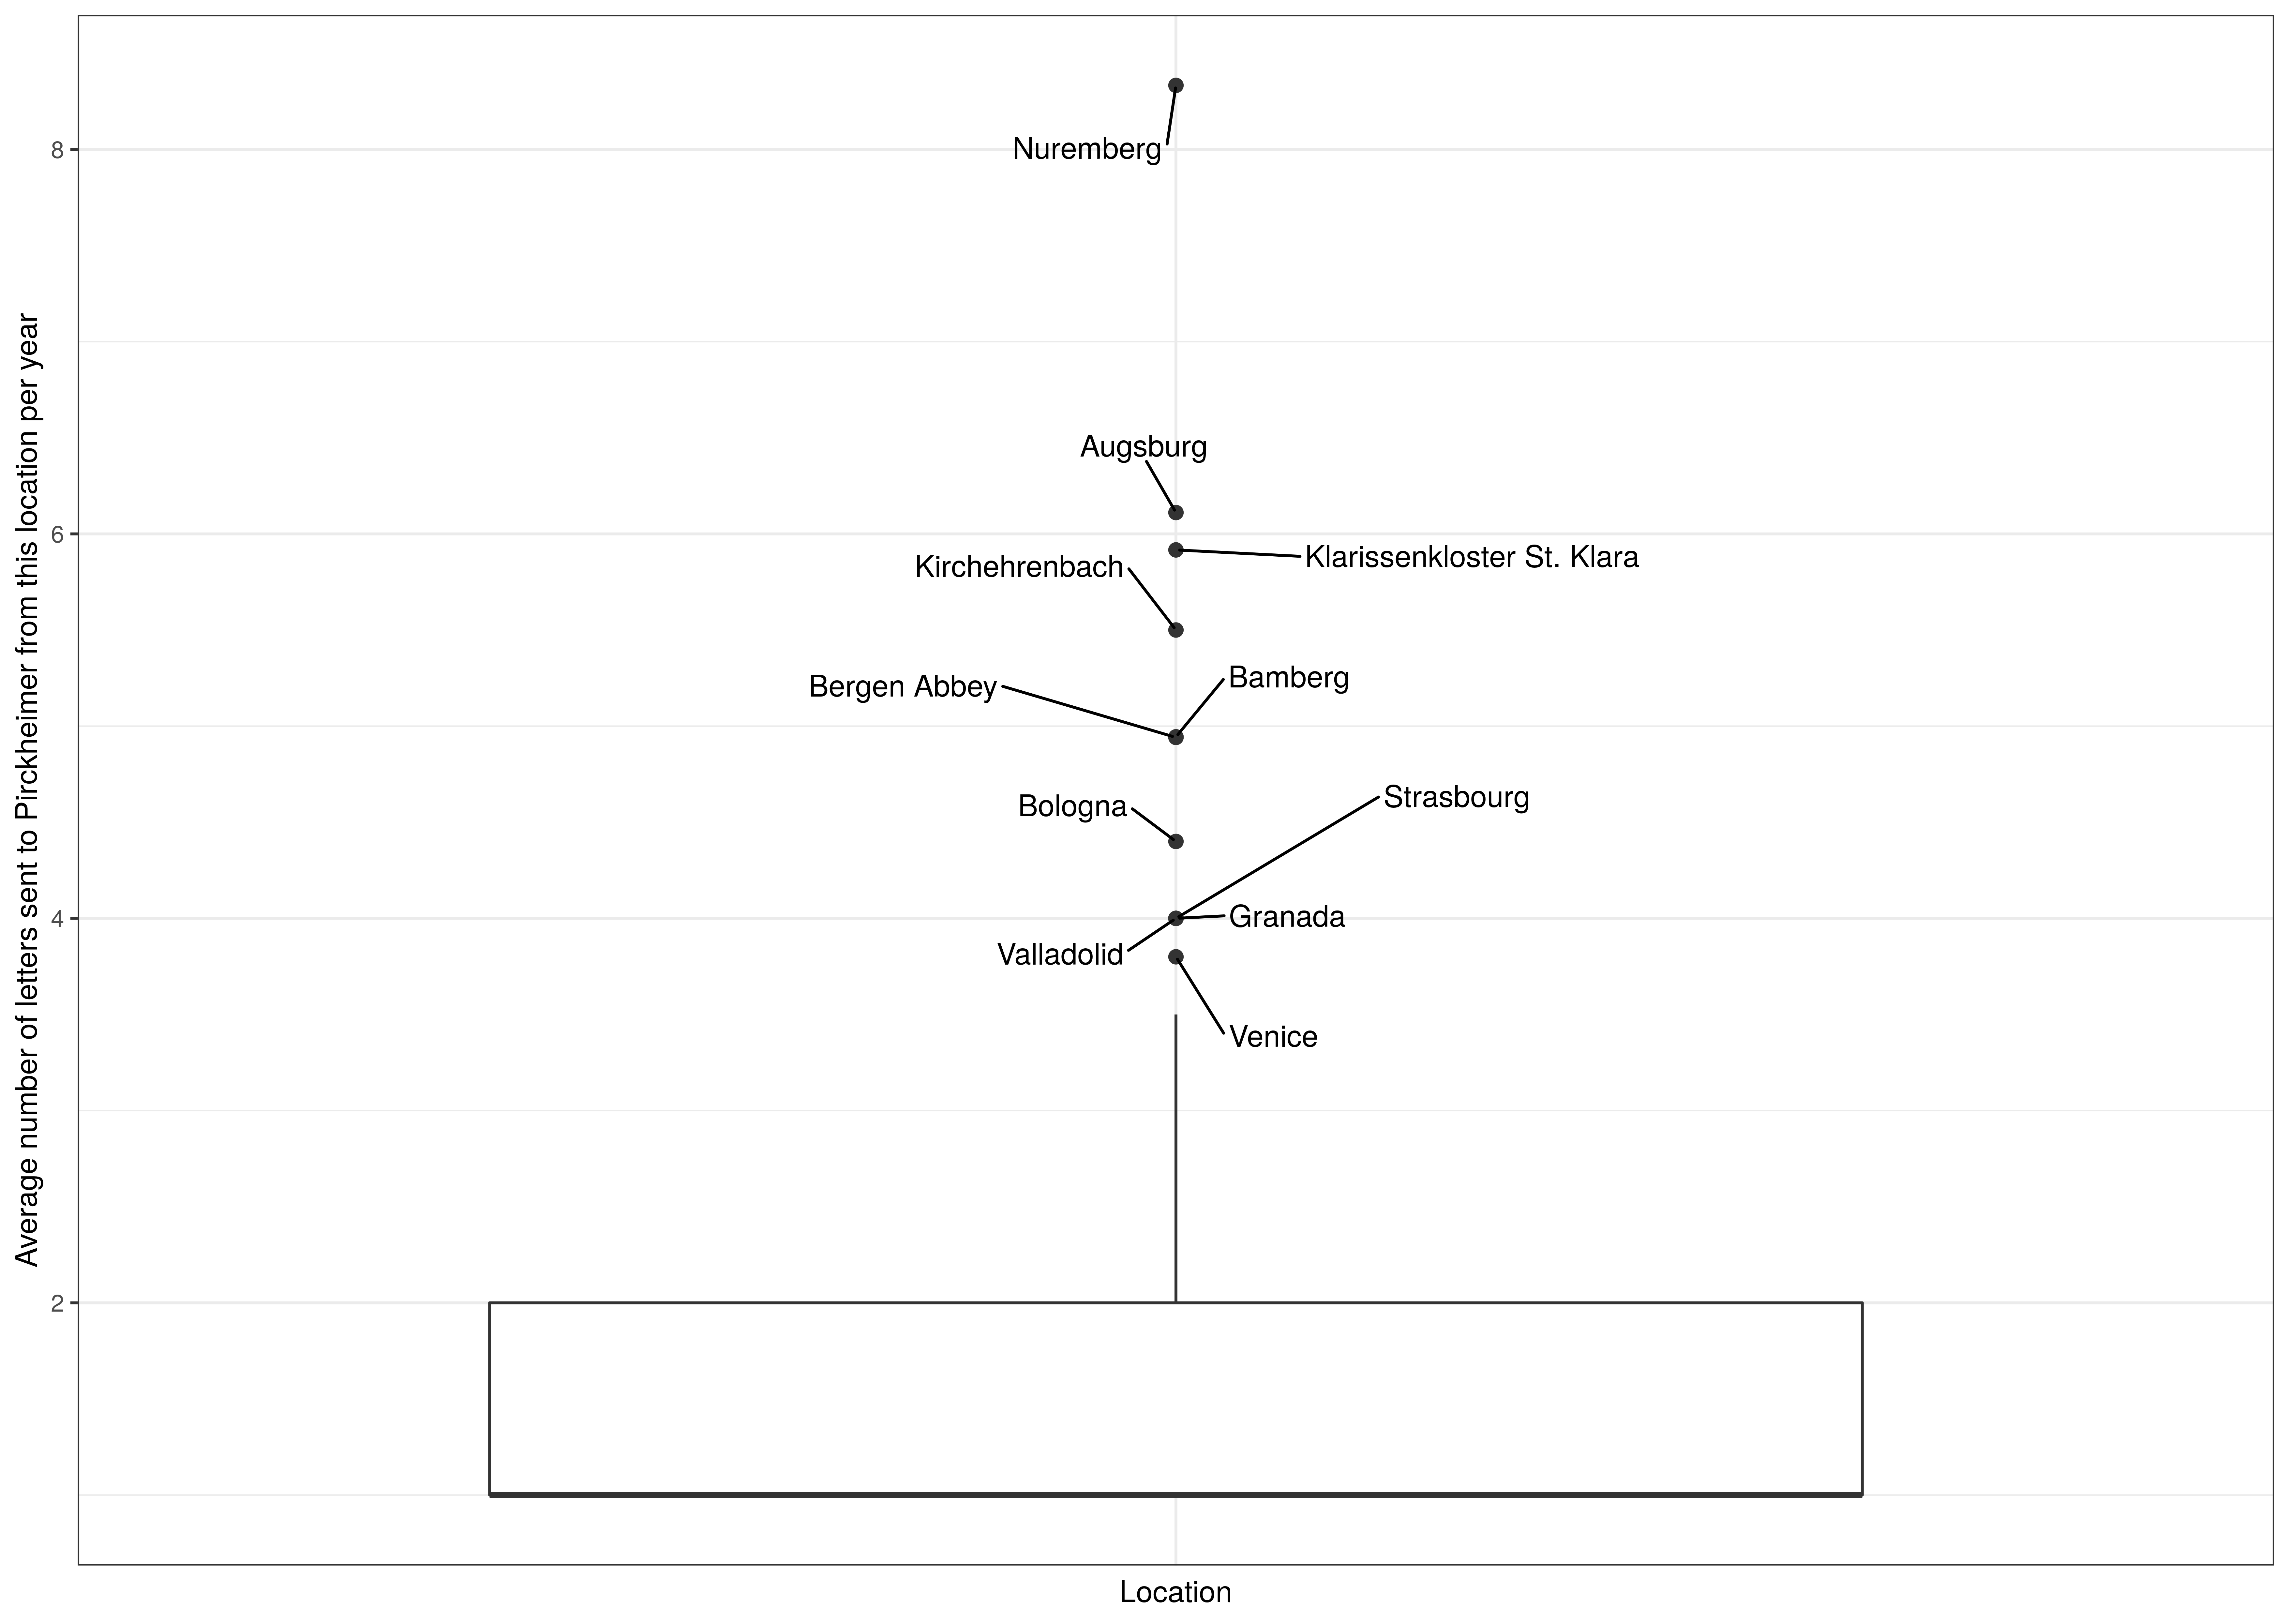 Average number of letters sent to Pirckheimer from this location per year
8
6
4
2
Nuremberg
Augsburg
Klarissenkloster St. Klara
Kirchehrenbach
Bamberg
Bergen Abbey
Strasbourg
Bologna
Granada
Valladolid
Venice
Location